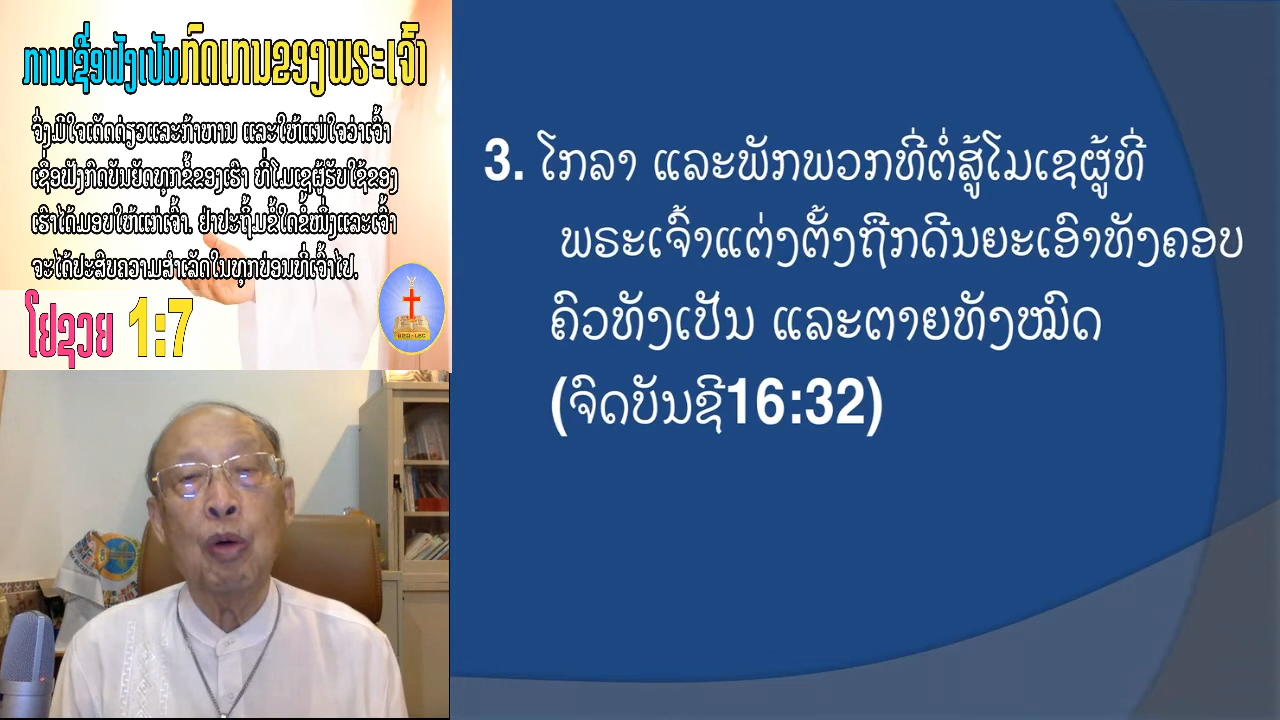 ການເຊື່ອຟັງເປັນກົດເກນຂອງພຣະເຈົ້າ
ຈົ່ງມີໃຈເດັດດ່ຽວແລະກ້າຫານ ແລະໃຫ້ແນ່ໃຈວ່າເຈົ້າ
ເຊື່ອຟັງກົດບັນຍັດທຸກຂໍ້ຂອງເຮົາ ທີ່ໂມເຊຜູ້ຮັບໃຊ້ຂອງ
ເຮົາໄດ້ມອບໃຫ້ແກ່ເຈົ້າ. ຢ່າປະຖິ້ມຂໍ້ໃດຂໍ້ໜຶ່ງແລະເຈົ້າ
ຈະໄດ້ປະສົບຄວາມສຳເລັດໃນທຸກບ່ອນທີ່ເຈົ້າໄປ.
ໂຢຊວຍ 1:7
3. ໂກລາ ແລະພັກພວກທີ່ຕໍ່ສູ້ໂມເຊຜູ້ທີ່
ພຣະເຈົ້າແຕ່ງຕັ້ງຖືກດິນຍະເອົາທັງຄອບ
ຄົວທັງເປັນ ແລະຕາຍທັງໝົດ
(ຈົດບັນຊີ16:32)